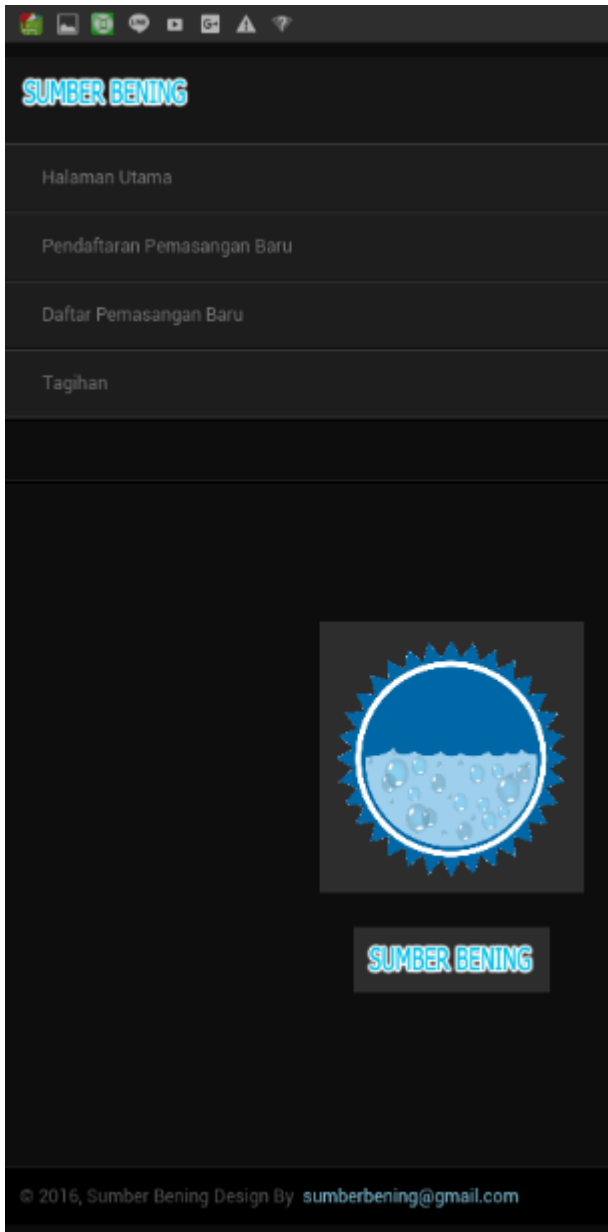 SUMBER BENING
Halaman Utama
Pendaftaran Pemasangan Baru
Daftar Pemasangan Baru
Tagihan
SUMBER BENING
© 2016, Sumber Bening Design By sumberbening@gmail.com